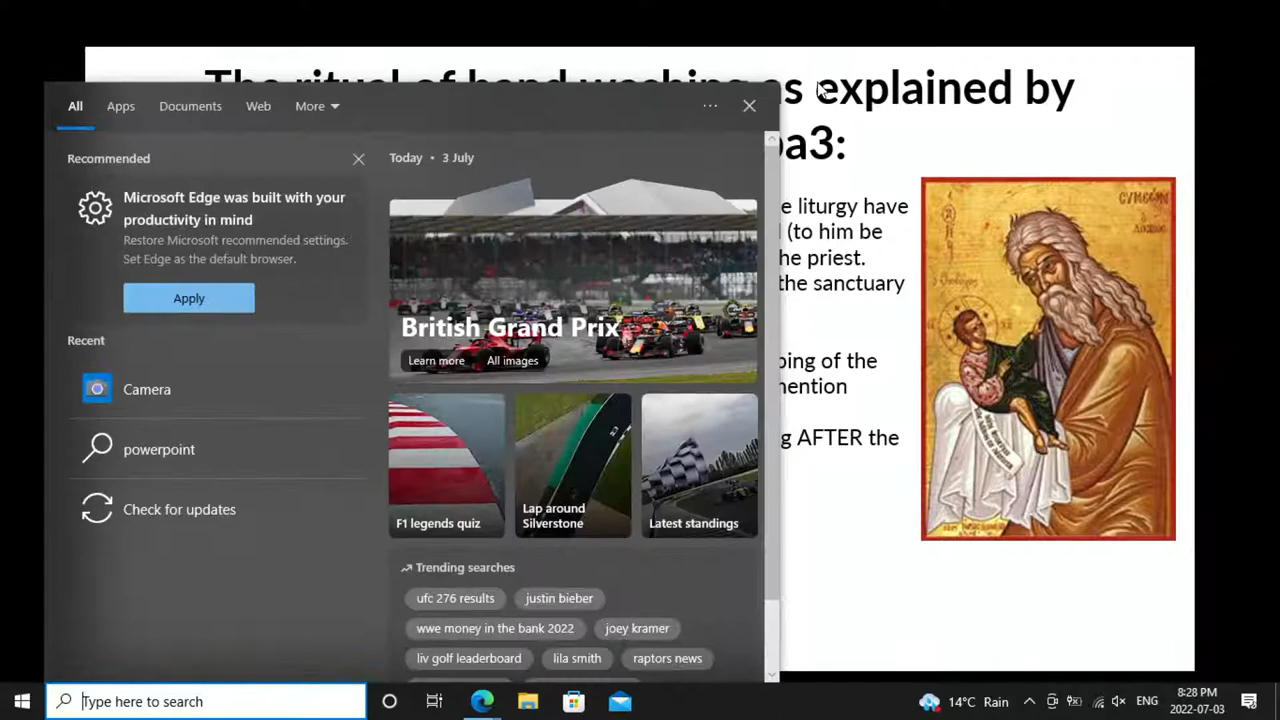 The ritual of hand washing as explained by
ba3:
All
Apps
Documents
Web
More
Recommended
Microsoft Edge was built with your
productivity in mind
Restore Microsoft recommended settings.
Set Edge as the default browser.
Apply
Recent
Camera
powerpoint
Check for updates
Today • 3 July
British Grand Prix
Learn more
All images
F1 legends quiz
Lap around
Silverstone
Latest standings
Trending searches
ufc 276 results
justin bieber
wwe money in the bank 2022
joey kramer
liv golf leaderboard
lila smith
raptors news
e liturgy have
l (to him be
he priest.
the sanctuary
ping of the
mention
g AFTER the
Type here to search
14°C Rain
ENG
8:28 PM
2022-07-03